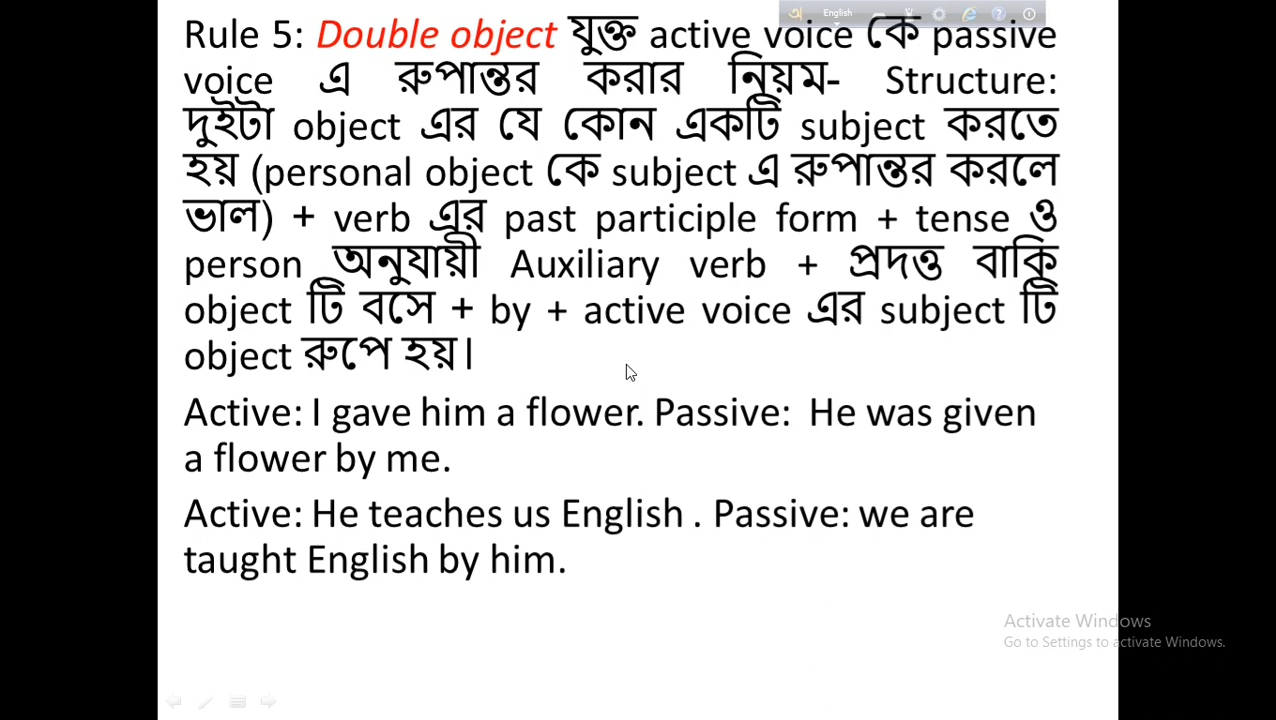 English
Rule 5: Double object যুক্ত active voice কে passive
voice এ রুপান্তর করার নিয়ম- Structure:
দুইটা object এর যে কোন একটি subject করতে
হয় (personal object কে subject এ রুপান্তর করলে
ভাল) + verb এর past participle form + tense ও
person অনুযায়ী Auxiliary verb + প্রদত্ত বাকি
object টি বসে + by + active voice এর subject টি
object রুপে হয়।
Active: I gave him a flower. Passive: He was given
a flower by me.
Active: He teaches us English . Passive: we are
taught English by him.
Activate Windows
Go to Settings to activate Windows.